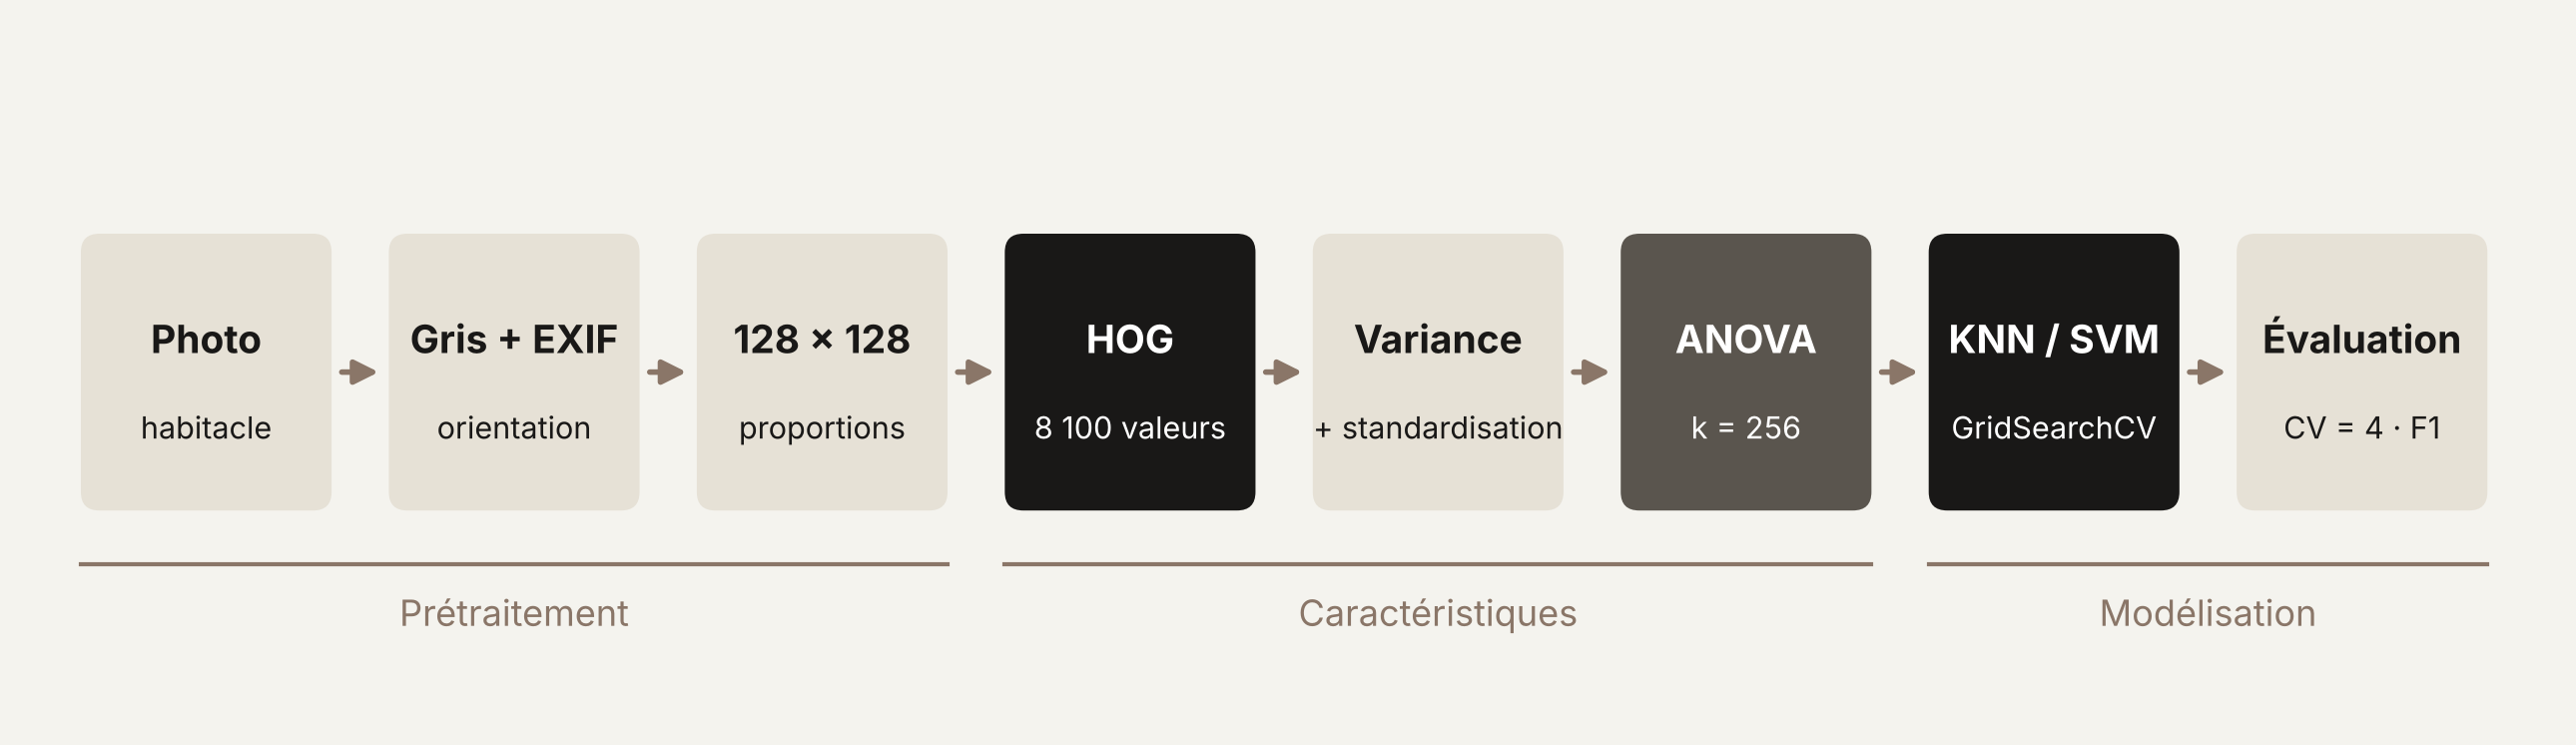 Photo
habitacle
Gris + EXIF
orientation
128 × 128
proportions
HOG
8 100 valeurs
Variance
+ standardisation
ANOVA
k = 256
KNN / SVM
GridSearchCV
Évaluation
CV = 4 · F1
Prétraitement
Caractéristiques
Modélisation